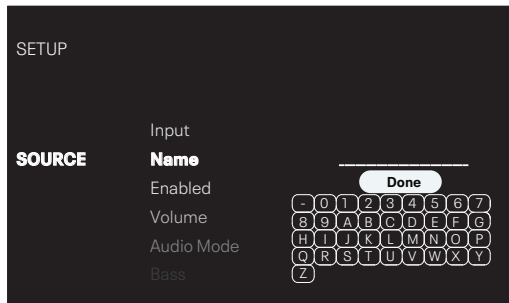 SETUP
Input
SOURCE Name _____________
Enabled Done
- 0 1 2 3 4 5 6 7
Volume 8 9 A B C D E F G
Audio Mode H I J K L M N O P
Q R S T U V W X Y
Bass Z